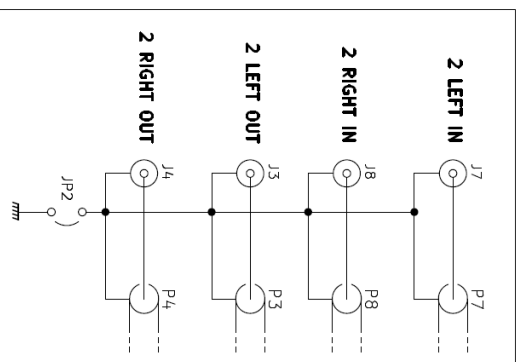 2 RIGHT OUT
2 LEFT OUT
2 RIGHT IN
2 LEFT IN
J4
J3
J8
J7
JP2
P4
P3
P8
P7